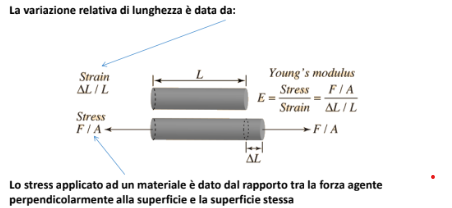 La variazione relativa di lunghezza è data da:
Strain
ΔL / L
L
Young's modulus
E = Stress / Strain = F / A / ΔL / L
Stress
F / A
F / A
ΔL
Lo stress applicato ad un materiale è dato dal rapporto tra la forza agente
perpendicolarmente alla superficie e la superficie stessa